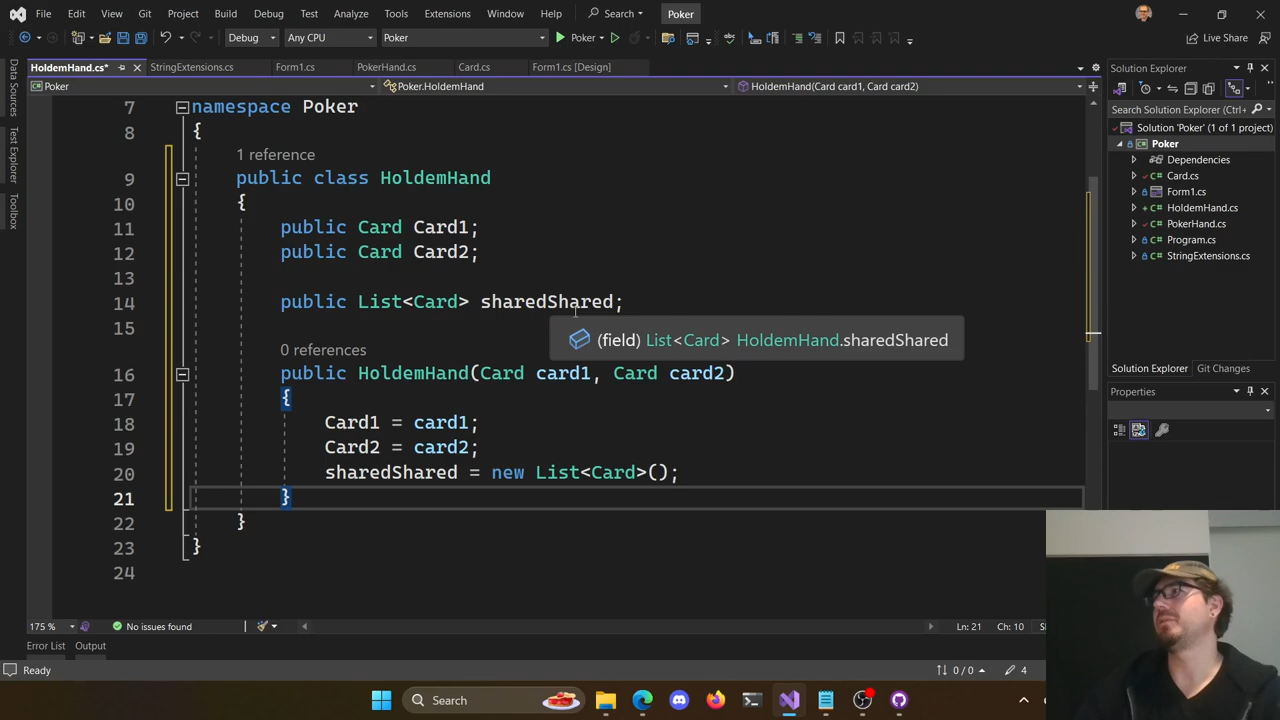 File Edit View Git Project Build Debug Test Analyze Tools Extensions Window Help Search Poker
Debug Any CPU Poker Poker Live Share
HoldemHand.cs* StringExtensions.cs Form1.cs PokerHand.cs Card.cs Form1.cs [Design]
Poker Poker.HoldemHand HoldemHand(Card card1, Card card2)
Data Sources
Test Explorer
Toolbox
7 namespace Poker
8 {
1 reference
9 public class HoldemHand
10 {
11 public Card Card1;
12 public Card Card2;
13
14 public List<Card> sharedShared;
15
(field) List<Card> HoldemHand.sharedShared
0 references
16 public HoldemHand(Card card1, Card card2)
17 {
18 Card1 = card1;
19 Card2 = card2;
20 sharedShared = new List<Card>();
21 }
22 }
23 }
24
175 % No issues found Ln: 21 Ch: 10
Error List Output
Ready 0 / 0 4
Solution Explorer
Search Solution Explorer (Ctrl+
Solution 'Poker' (1 of 1 project)
Poker
Dependencies
Card.cs
Form1.cs
HoldemHand.cs
PokerHand.cs
Program.cs
StringExtensions.cs
Solution Explorer Git Changes
Properties
Search